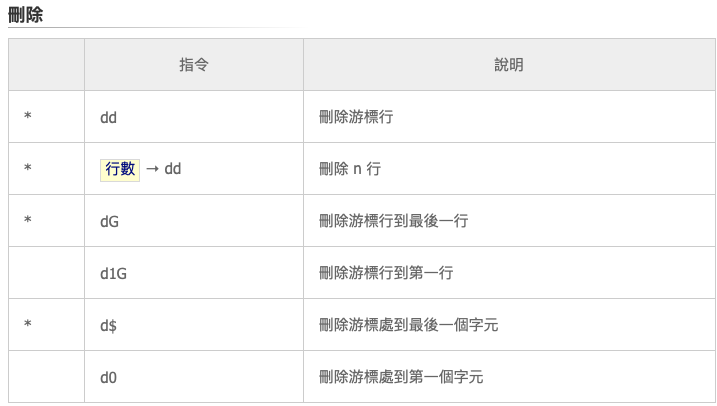 刪除
指令 說明
* dd 刪除游標行
* 行數 → dd 刪除 n 行
* dG 刪除游標行到最後一行
d1G 刪除游標行到第一行
* d$ 刪除游標處到最後一個字元
d0 刪除游標處到第一個字元